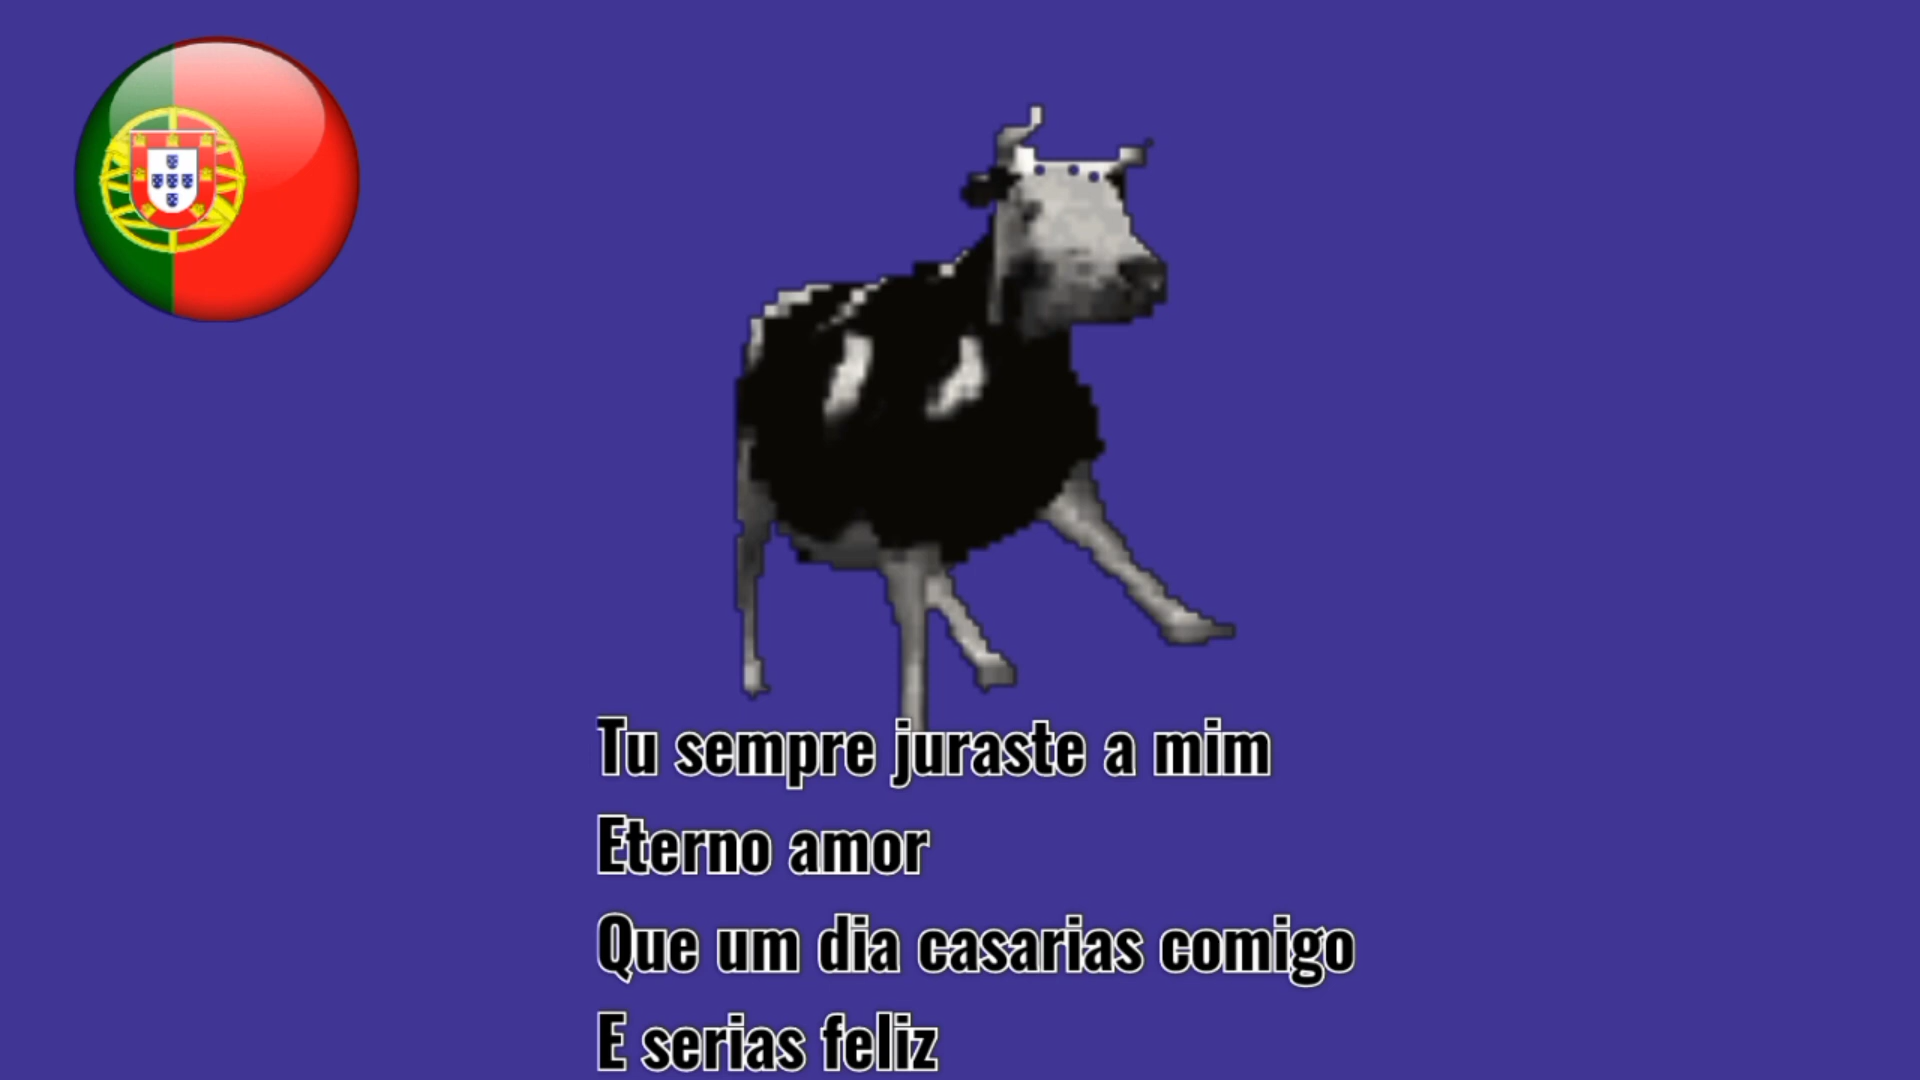 Tu sempre juraste a mim
Eterno amor
Que um dia casarias comigo
E serias feliz